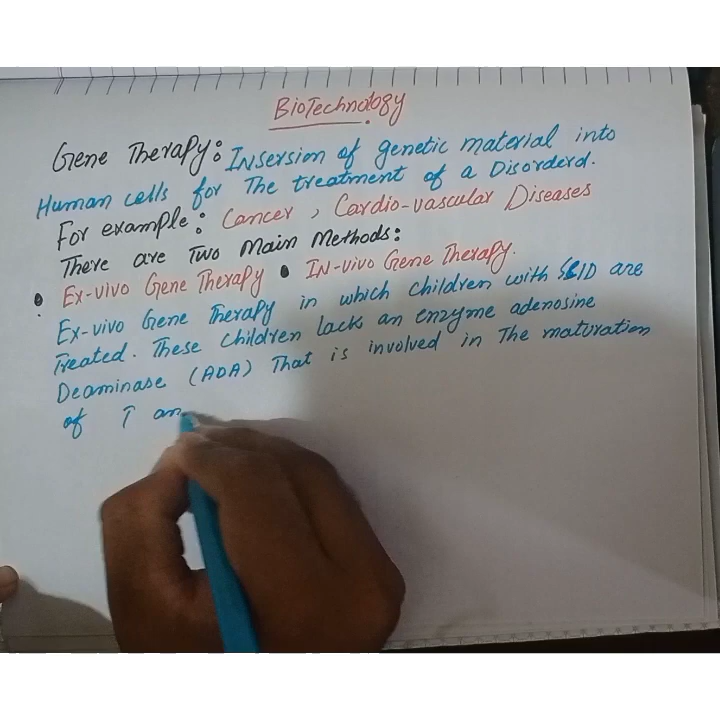 BioTechnology
Gene Therapy: Insersion of genetic material into
Human cells for The treatment of a Disorderd.
For example: Cancer, Cardio-vascular Diseases
There are Two Main Methods:
• Ex-vivo Gene Therapy • IN-vivo Gene Therapy.
Ex-vivo Gene Therapy in which children with SCID are
Treated. These children lack an enzyme adenosine
Deaminase (ADA) That is involved in The maturation
of T an